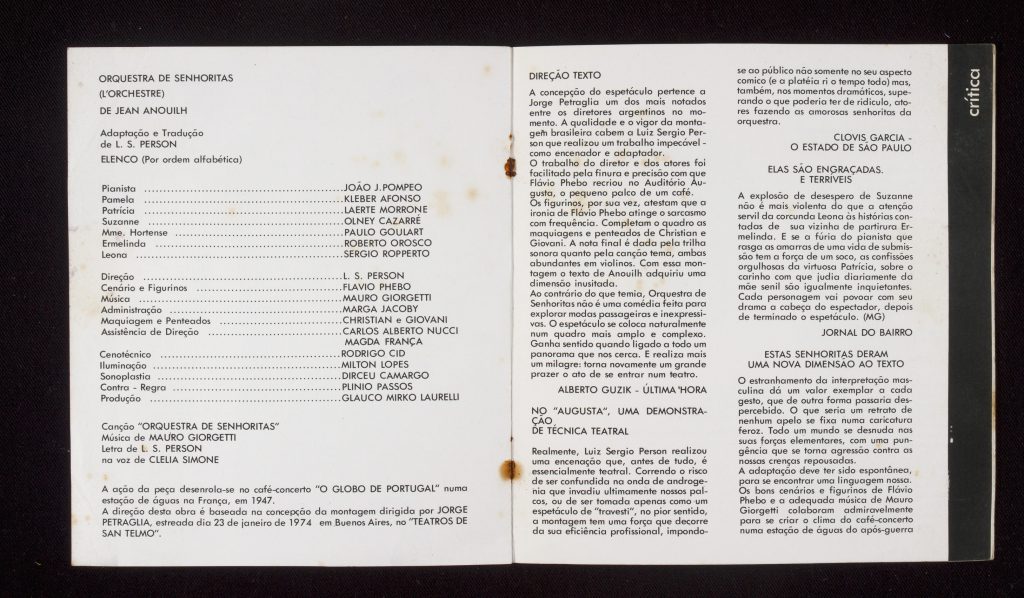 ORQUESTRA DE SENHORITAS
(L'ORCHESTRE)
DE JEAN ANOUILH
Adaptação e Tradução
de L. S. PERSON
ELENCO (Por ordem alfabética)
Pianista ........................................JOÃO J.POMPEO
Pamela ........................................KLEBER AFONSO
Patrícia ........................................LAERTE MORRONE
Suzanne ........................................OLNEY CAZARRÉ
Mme. Hortense ........................................PAULO GOULART
Ermelinda ........................................ROBERTO OROSCO
Leona ........................................SERGIO ROPPERTO
Direção ........................................L. S. PERSON
Cenário e Figurinos ........................................FLAVIO PHEBO
Música ........................................MAURO GIORGETTI
Administração ........................................MARGA JACOBY
Maquiagem e Penteados ........................................CHRISTIAN e GIOVANI
Assistência de Direção ........................................CARLOS ALBERTO NUCCI
MAGDA FRANÇA
Cenotécnico ........................................RODRIGO CID
Iluminação ........................................MILTON LOPES
Sonoplastia ........................................DIRCEU CAMARGO
Contra - Regra ........................................PLINIO PASSOS
Produção ........................................GLAUCO MIRKO LAURELLI
Canção "ORQUESTRA DE SENHORITAS"
Música de MAURO GIORGETTI
Letra de L. S. PERSON
na voz de CLELIA SIMONE
A ação da peça desenrola-se no café-concerto "O GLOBO DE PORTUGAL" numa
estação de águas na França, em 1947.
A direção desta obra é baseada na concepção da montagem dirigida por JORGE
PETRAGLIA, estreada dia 23 de janeiro de 1974 em Buenos Aires, no "TEATROS DE
SAN TELMO".
DIREÇÃO TEXTO
A concepção do espetáculo pertence a
Jorge Petraglia um dos mais notados
entre os diretores argentinos no mo-
mento. A qualidade e o vigor da monta-
gem brasileira cabem a Luiz Sergio Per-
son que realizou um trabalho impecável -
como encenador e adaptador.
O trabalho do diretor e dos atores foi
facilitado pela finura e precisão com que
Flávio Phebo recriou no Auditório Au-
gusta, o pequeno palco de um café.
Os figurinos, por sua vez, atestam que a
ironia de Flávio Phebo atinge o sarcasmo
com frequência. Completam o quadro as
maquiagens e penteados de Christian e
Giovani. A nota final é dada pela trilha
sonora quanto pela canção tema, ambas
abundantes em violinos. Com essa mon-
tagem o texto de Anouilh adquiriu uma
dimensão inusitada.
Ao contrário do que temia, Orquestra de
Senhoritas não é uma comédia feita para
explorar modas passageiras e inexpressi-
vas. O espetáculo se coloca naturalmente
num quadro mais amplo e complexo.
Ganha sentido quando ligado a todo um
panorama que nos cerca. E realiza mais
um milagre: torna novamente um grande
prazer o ato de se entrar num teatro.
ALBERTO GUZIK - ÚLTIMA HORA
NO "AUGUSTA", UMA DEMONSTRA-
ÇÃO
DE TÉCNICA TEATRAL
Realmente, Luiz Sergio Person realizou
uma encenação que, antes de tudo, é
essencialmente teatral. Correndo o risco
de ser confundida na onda de androge-
nia que invadiu ultimamente nossos pal-
cos, ou de ser tomada apenas como um
espetáculo de "travesti", no pior sentido,
a montagem tem uma força que decorre
da sua eficiência profissional, impondo-
se ao público não somente no seu aspecto
comico (e a platéia ri o tempo todo) mas,
também, nos momentos dramáticos, supe-
rando o que poderia ter de ridículo, ato-
res fazendo as amorosas senhoritas da
orquestra.
CLOVIS GARCIA -
O ESTADO DE SÃO PAULO
ELAS SÃO ENGRAÇADAS.
E TERRIVEIS
A explosão de desespero de Suzanne
não é mais violenta do que a atenção
servil da corcunda Leona às histórias con-
tadas de sua vizinha de partirura Er-
melinda. E se a fúria do pianista que
rasga as amarras de uma vida de submis-
são tem a força de um soco, as confissões
orgulhosas da virtuosa Patrícia, sobre o
carinho com que judia diariamente da
mãe senil são igualmente inquietantes.
Cada personagem vai povoar com seu
drama a cabeça do espectador, depois
de terminado o espetáculo. (MG)
JORNAL DO BAIRRO
ESTAS SENHORITAS DERAM
UMA NOVA DIMENSÃO AO TEXTO
O estranhamento da interpretação mas-
culina dá um valor exemplar a cada
gesto, que de outra forma passaria des-
percebido. O que seria um retrato de
nenhum apelo se fixa numa caricatura
feroz. Todo um mundo se desnuda nas
suas forças elementares, com uma pun-
gência que se torna agressão contra as
nossas crenças repousadas.
A adaptação deve ter sido espontânea,
para se encontrar uma linguagem nossa.
Os bons cenários e figurinos de Flávio
Phebo e a adequada música de Mauro
Giorgetti colaboram admiravelmente
para se criar o clima do café-concerto
numa estação de águas do após-guerra
crítica